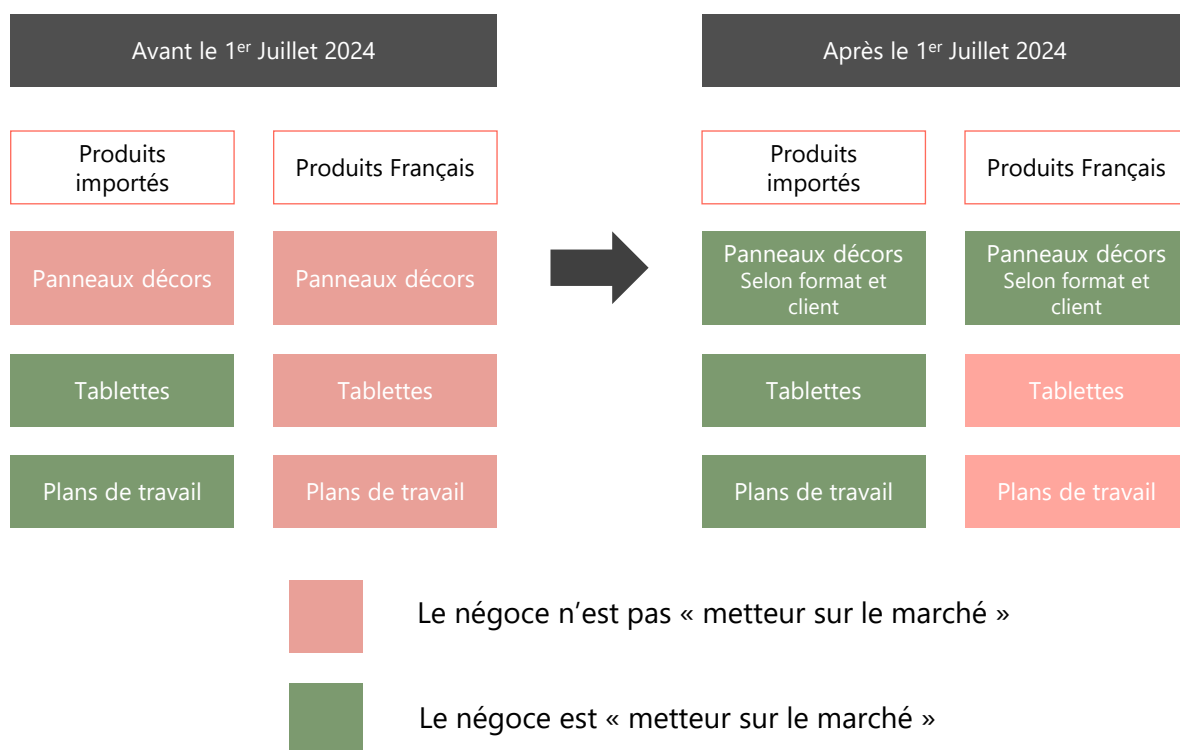 Avant le 1er Juillet 2024
Après le 1er Juillet 2024
Produits
importés
Produits Français
Produits
importés
Produits Français
Panneaux décors
Panneaux décors
Panneaux décors
Selon format et
client
Panneaux décors
Selon format et
client
Tablettes
Tablettes
Tablettes
Tablettes
Plans de travail
Plans de travail
Plans de travail
Plans de travail
Le négoce n’est pas « metteur sur le marché »
Le négoce est « metteur sur le marché »